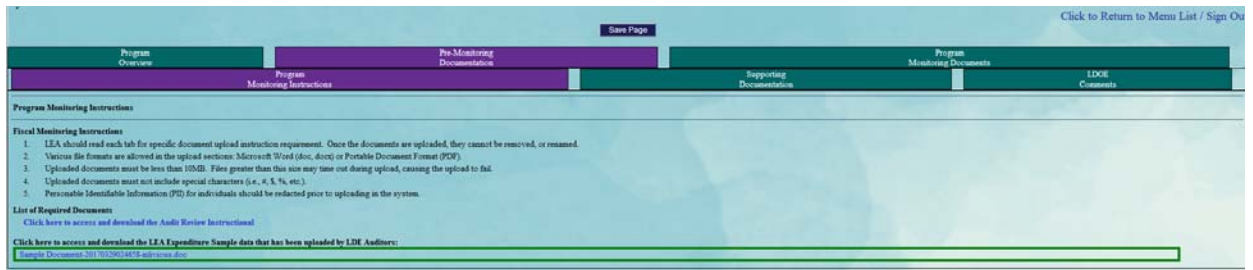 Click to Return to Menu List / Sign Ou
Save Page
Program
Overview
Pre-Monitoring
Documentation
Program
Monitoring Documents
Program
Monitoring Instructions
Supporting
Documentation
LDOE
Comments
Program Monitoring Instructions
Fiscal Monitoring Instructions
1. LEA should read each tab for specific document upload instruction requirement. Once the documents are uploaded, they cannot be removed, or renamed.
2. Various file formats are allowed in the upload sections: Microsoft Word (doc, docx) or Portable Document Format (PDF).
3. Uploaded documents must be less than 10MB. Files greater than this size may time out during upload, causing the upload to fail.
4. Uploaded documents must not include special characters (i.e., #, $, %, etc.).
5. Personable Identifiable Information (PII) for individuals should be redacted prior to uploading in the system.
List of Required Documents
Click here to access and download the Audit Review Instructional
Click here to access and download the LEA Expenditure Sample data that has been uploaded by LDE Auditors:
Sample